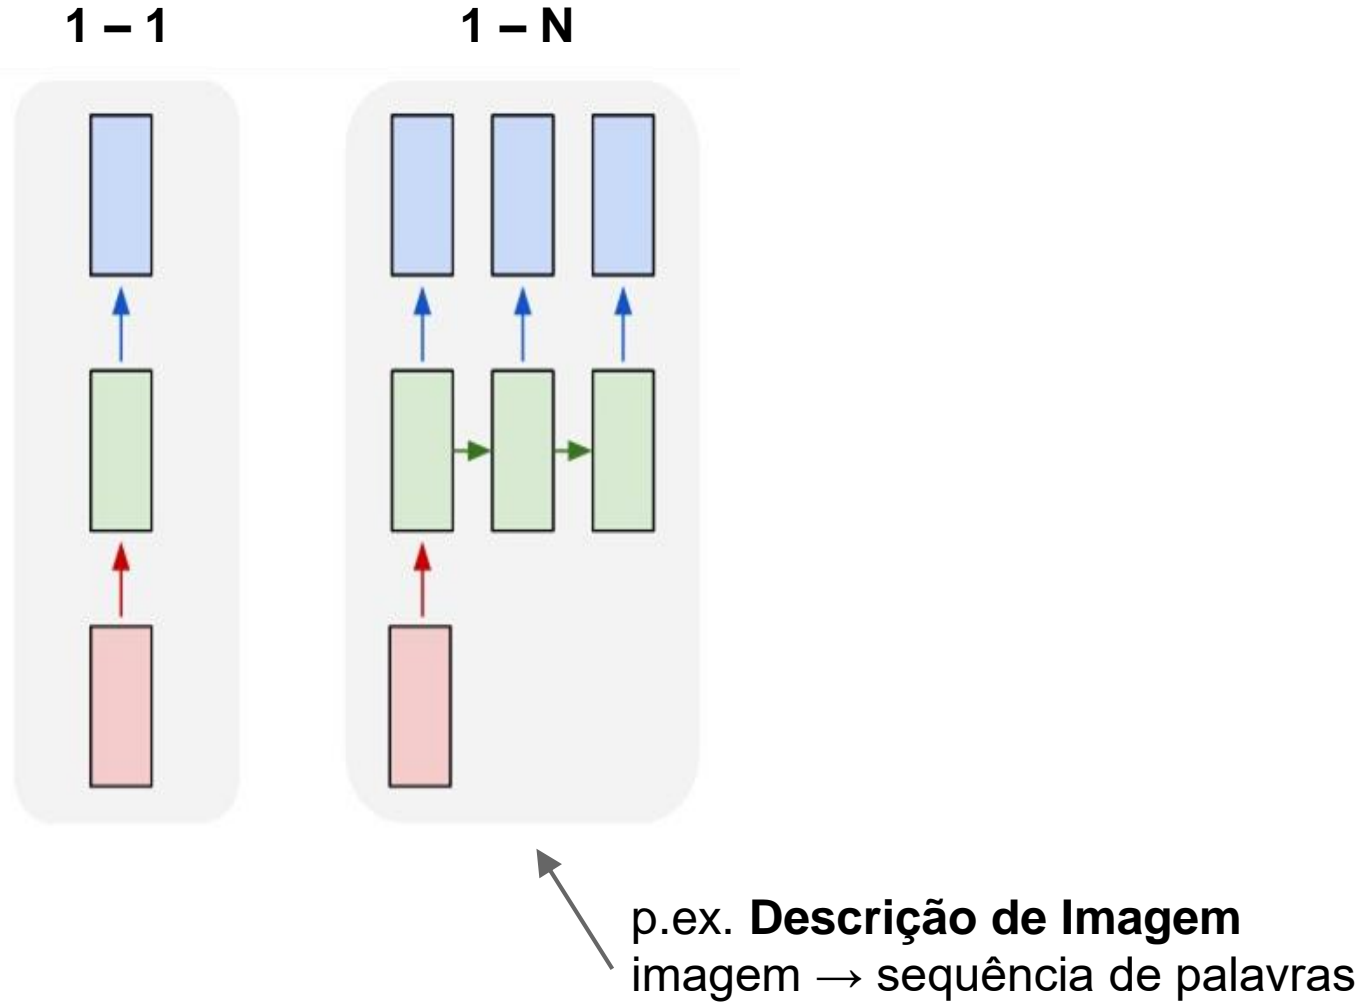 1 – 1
1 – N
p.ex. Descrição de Imagem
imagem → sequência de palavras